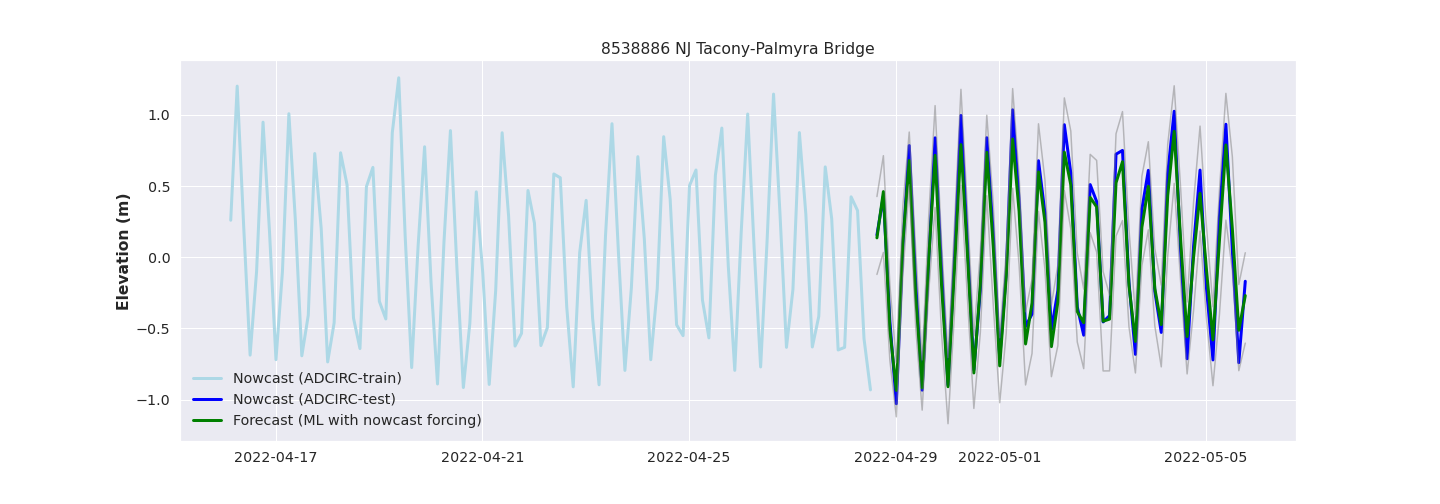 8538886 NJ Tacony-Palmyra Bridge
Elevation (m)
1.0
0.5
0.0
−0.5
−1.0
Nowcast (ADCIRC-train)
Nowcast (ADCIRC-test)
Forecast (ML with nowcast forcing)
2022-04-17 2022-04-21 2022-04-25 2022-04-29 2022-05-01 2022-05-05